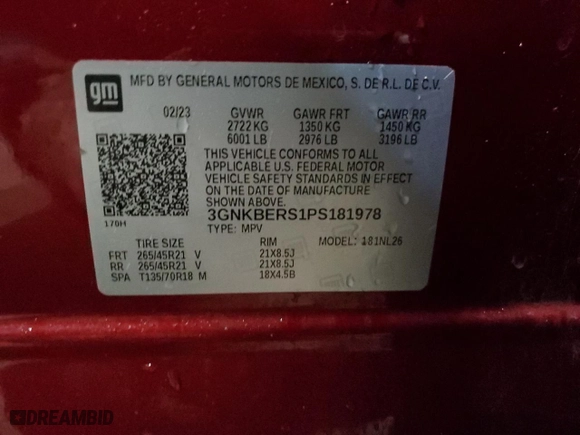 gm
MFD BY GENERAL MOTORS DE MEXICO, S. DE R.L. DE C.V.
02/23 GVWR GAWR FRT GAWR RR
2722 KG 1350 KG 1450 KG
6001 LB 2976 LB 3196 LB
THIS VEHICLE CONFORMS TO ALL
APPLICABLE U.S. FEDERAL MOTOR
VEHICLE SAFETY STANDARDS IN EFFECT
ON THE DATE OF MANUFACTURE
SHOWN ABOVE.
3GNKBERS1PS181978
170H TYPE: MPV
TIRE SIZE RIM MODEL: 181NL26
FRT 265/45R21 V 21X8.5J
RR 265/45R21 V 21X8.5J
SPA T135/70R18 M 18X4.5B
DREAMBID